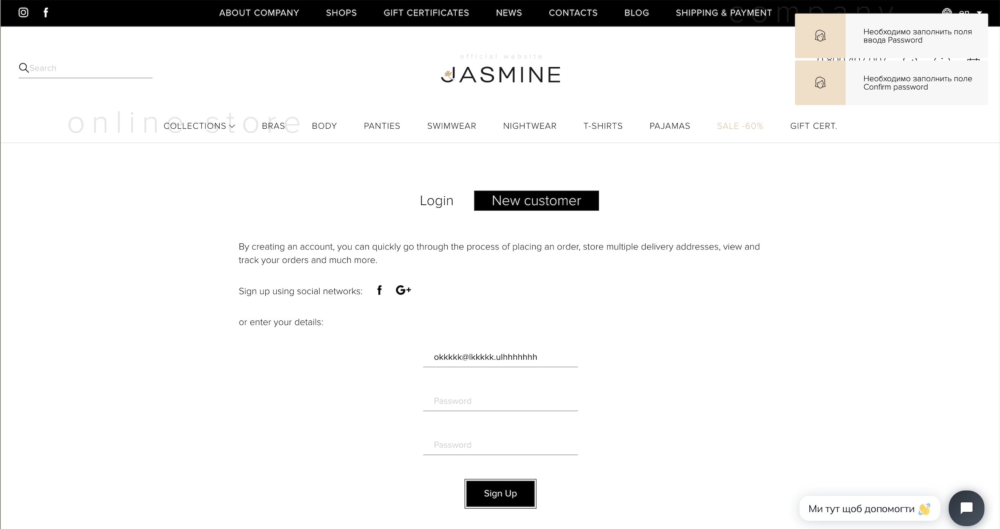 ABOUT COMPANY SHOPS GIFT CERTIFICATES NEWS CONTACTS BLOG SHIPPING & PAYMENT en
company
Необходимо заполнить поля
ввода Password
Search
official website
JASMINE
Необходимо заполнить поле
Confirm password
online store
COLLECTIONS BRAS BODY PANTIES SWIMWEAR NIGHTWEAR T-SHIRTS PAJAMAS SALE -60% GIFT CERT.
Login New customer
By creating an account, you can quickly go through the process of placing an order, store multiple delivery addresses, view and
track your orders and much more.
Sign up using social networks: f G+
or enter your details:
okkkkk@lkkkkk.ulhhhhhhh
Password
Password
Sign Up
Ми тут щоб допомогти 👋